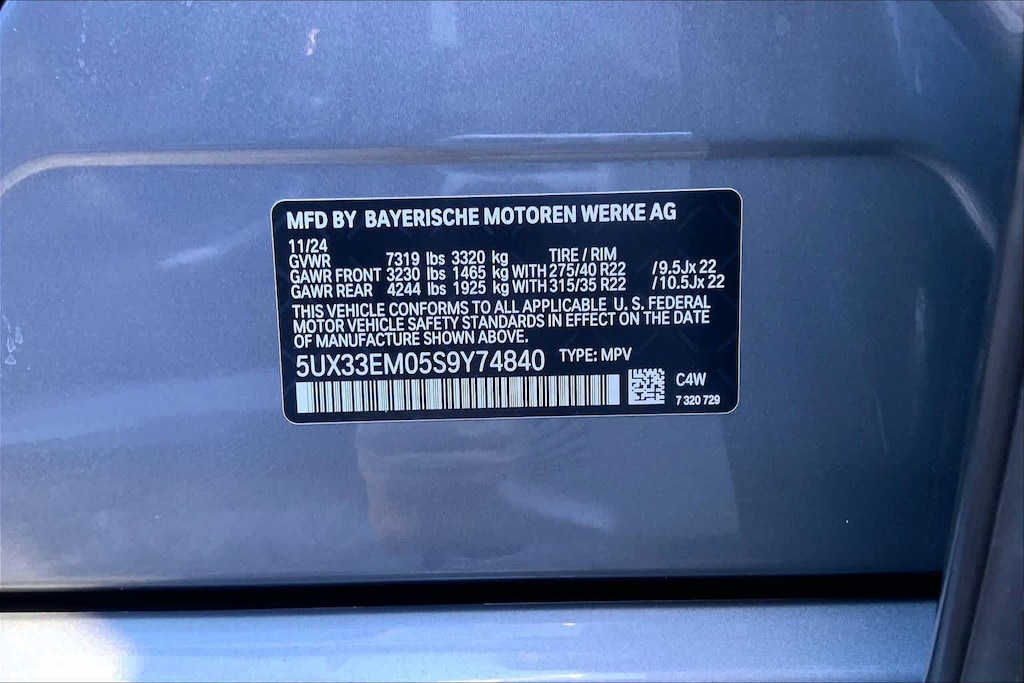 MFD BY BAYERISCHE MOTOREN WERKE AG
11/24
GVWR 7319 lbs 3320 kg TIRE / RIM
GAWR FRONT 3230 lbs 1465 kg WITH 275/40 R22 /9.5Jx 22
GAWR REAR 4244 lbs 1925 kg WITH 315/35 R22 /10.5Jx 22
THIS VEHICLE CONFORMS TO ALL APPLICABLE U. S. FEDERAL
MOTOR VEHICLE SAFETY STANDARDS IN EFFECT ON THE DATE
OF MANUFACTURE SHOWN ABOVE.
5UX33EM05S9Y74840 TYPE: MPV
C4W
7 320 729